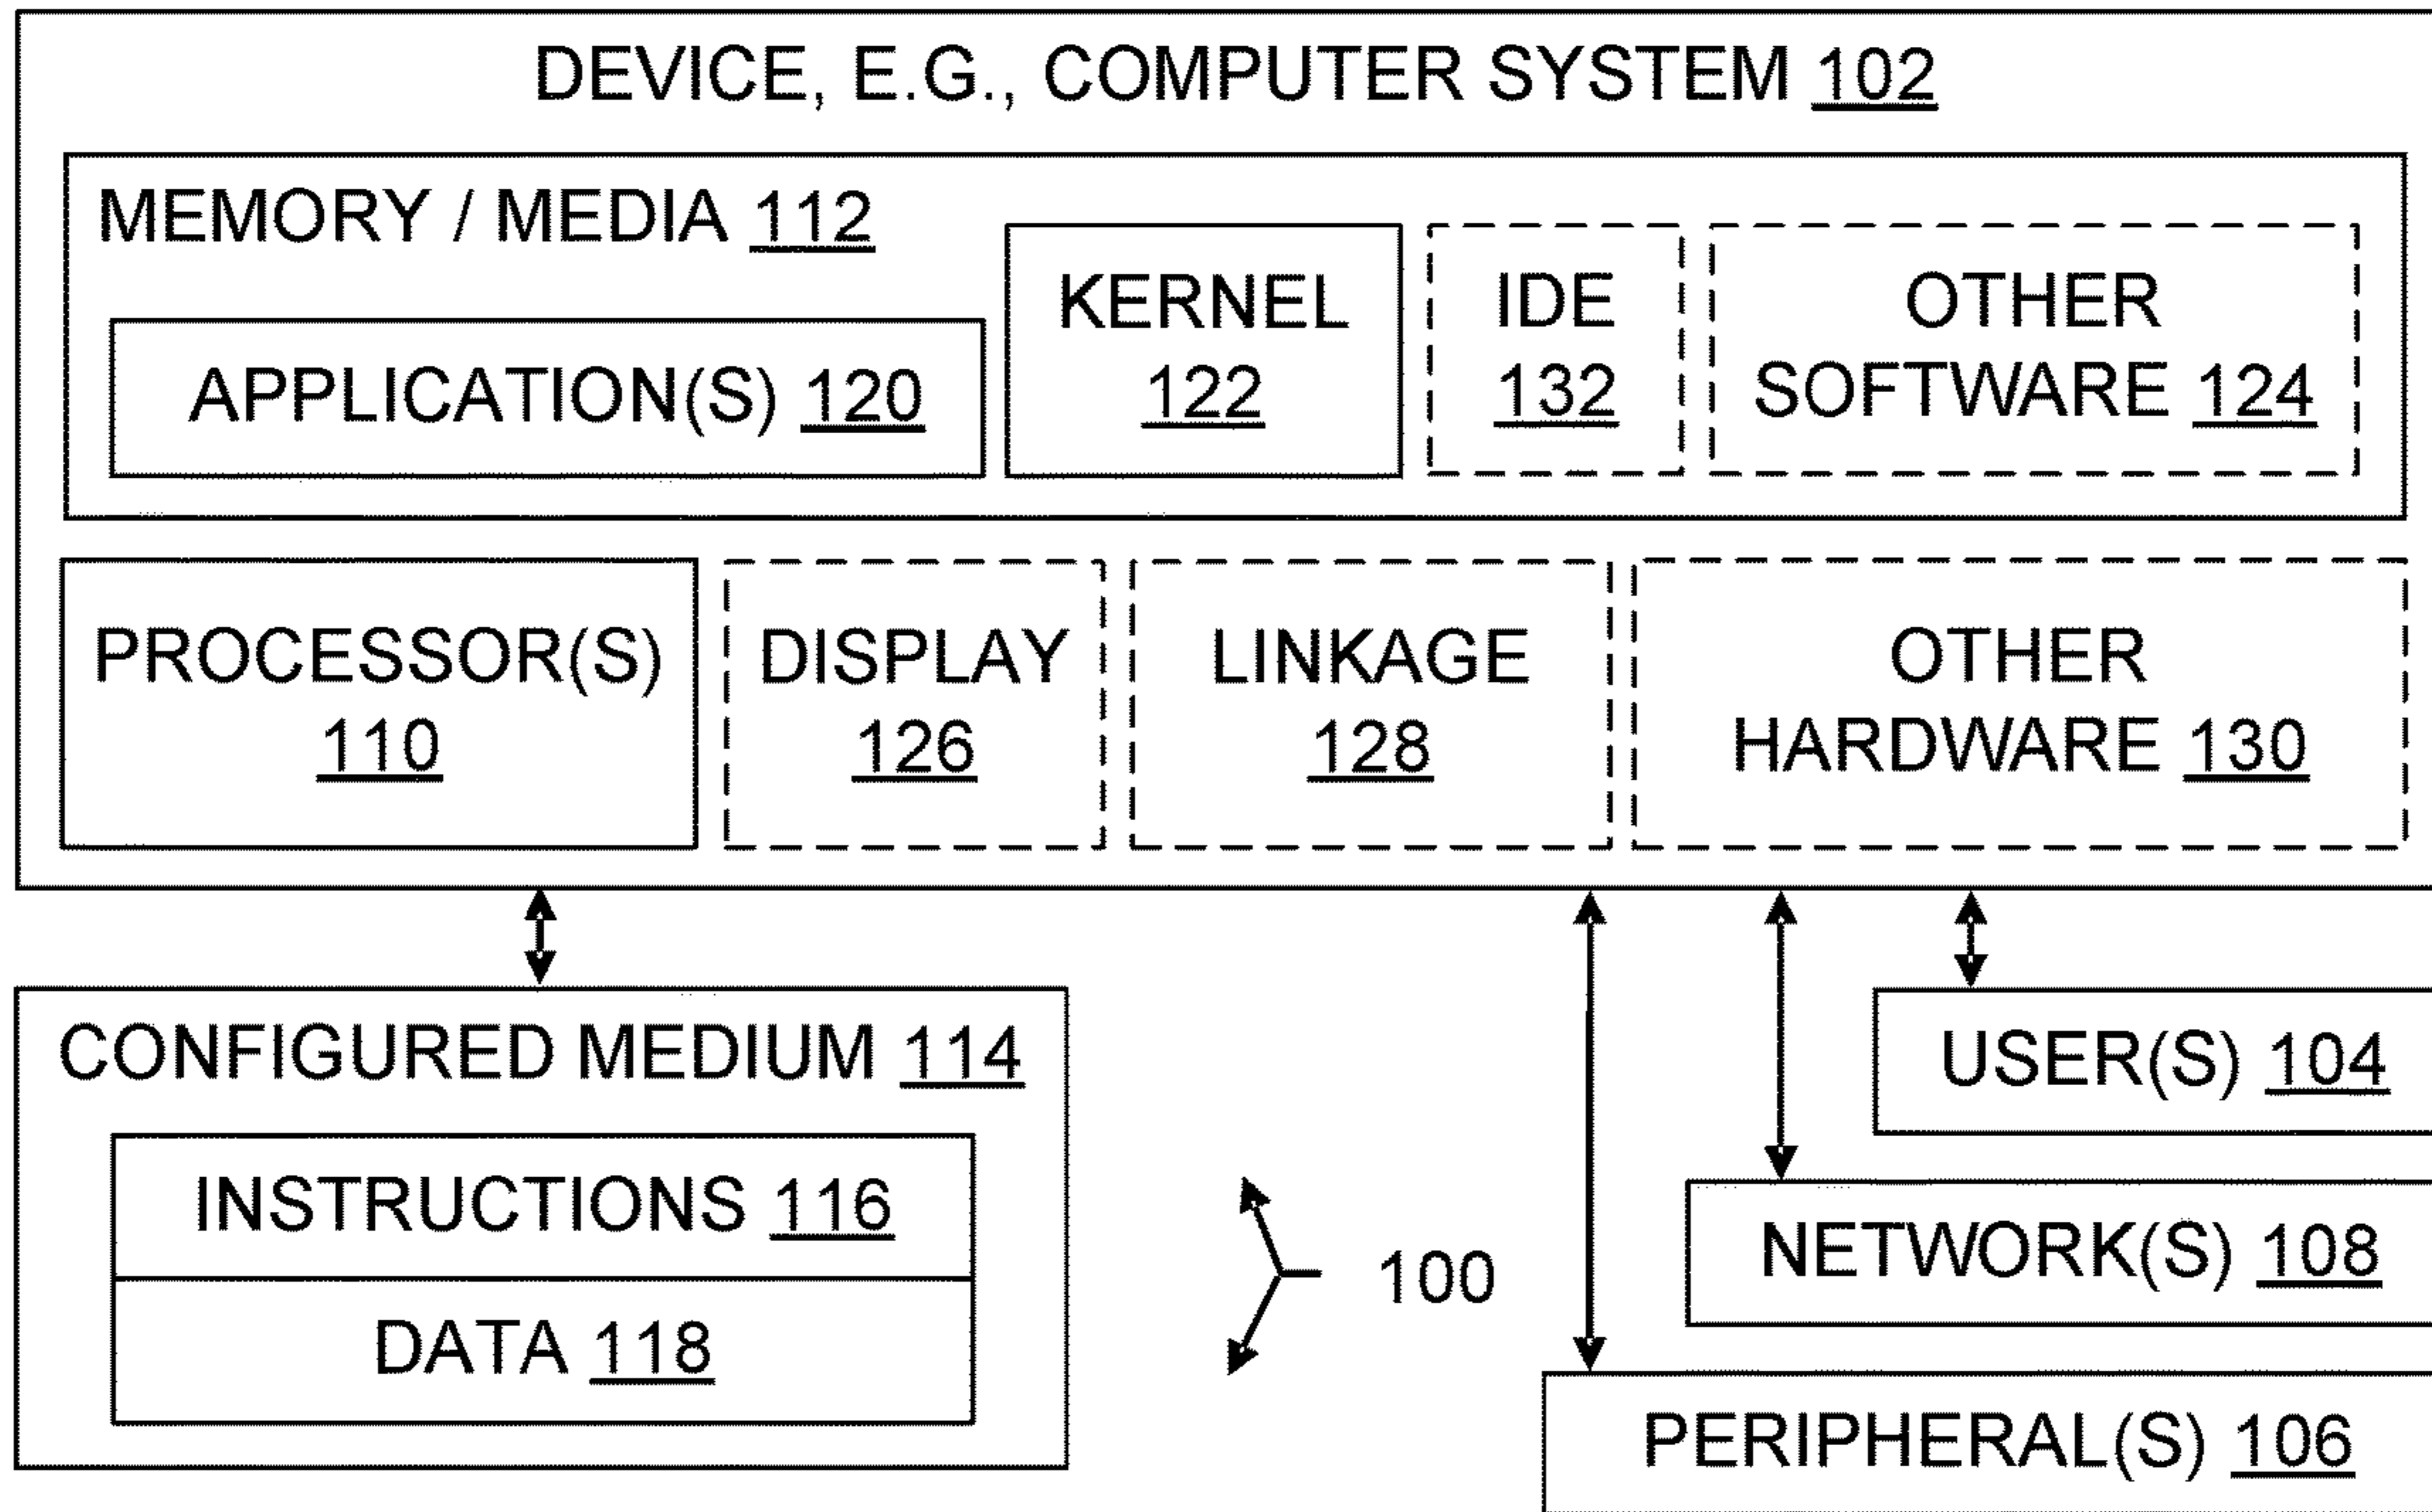 DEVICE, E.G., COMPUTER SYSTEM 102
MEMORY / MEDIA 112
APPLICATION(S) 120
KERNEL
122
IDE
132
OTHER
SOFTWARE 124
PROCESSOR(S)
110
DISPLAY
126
LINKAGE
128
OTHER
HARDWARE 130
CONFIGURED MEDIUM 114
INSTRUCTIONS 116
DATA 118
100
USER(S) 104
NETWORK(S) 108
PERIPHERAL(S) 106